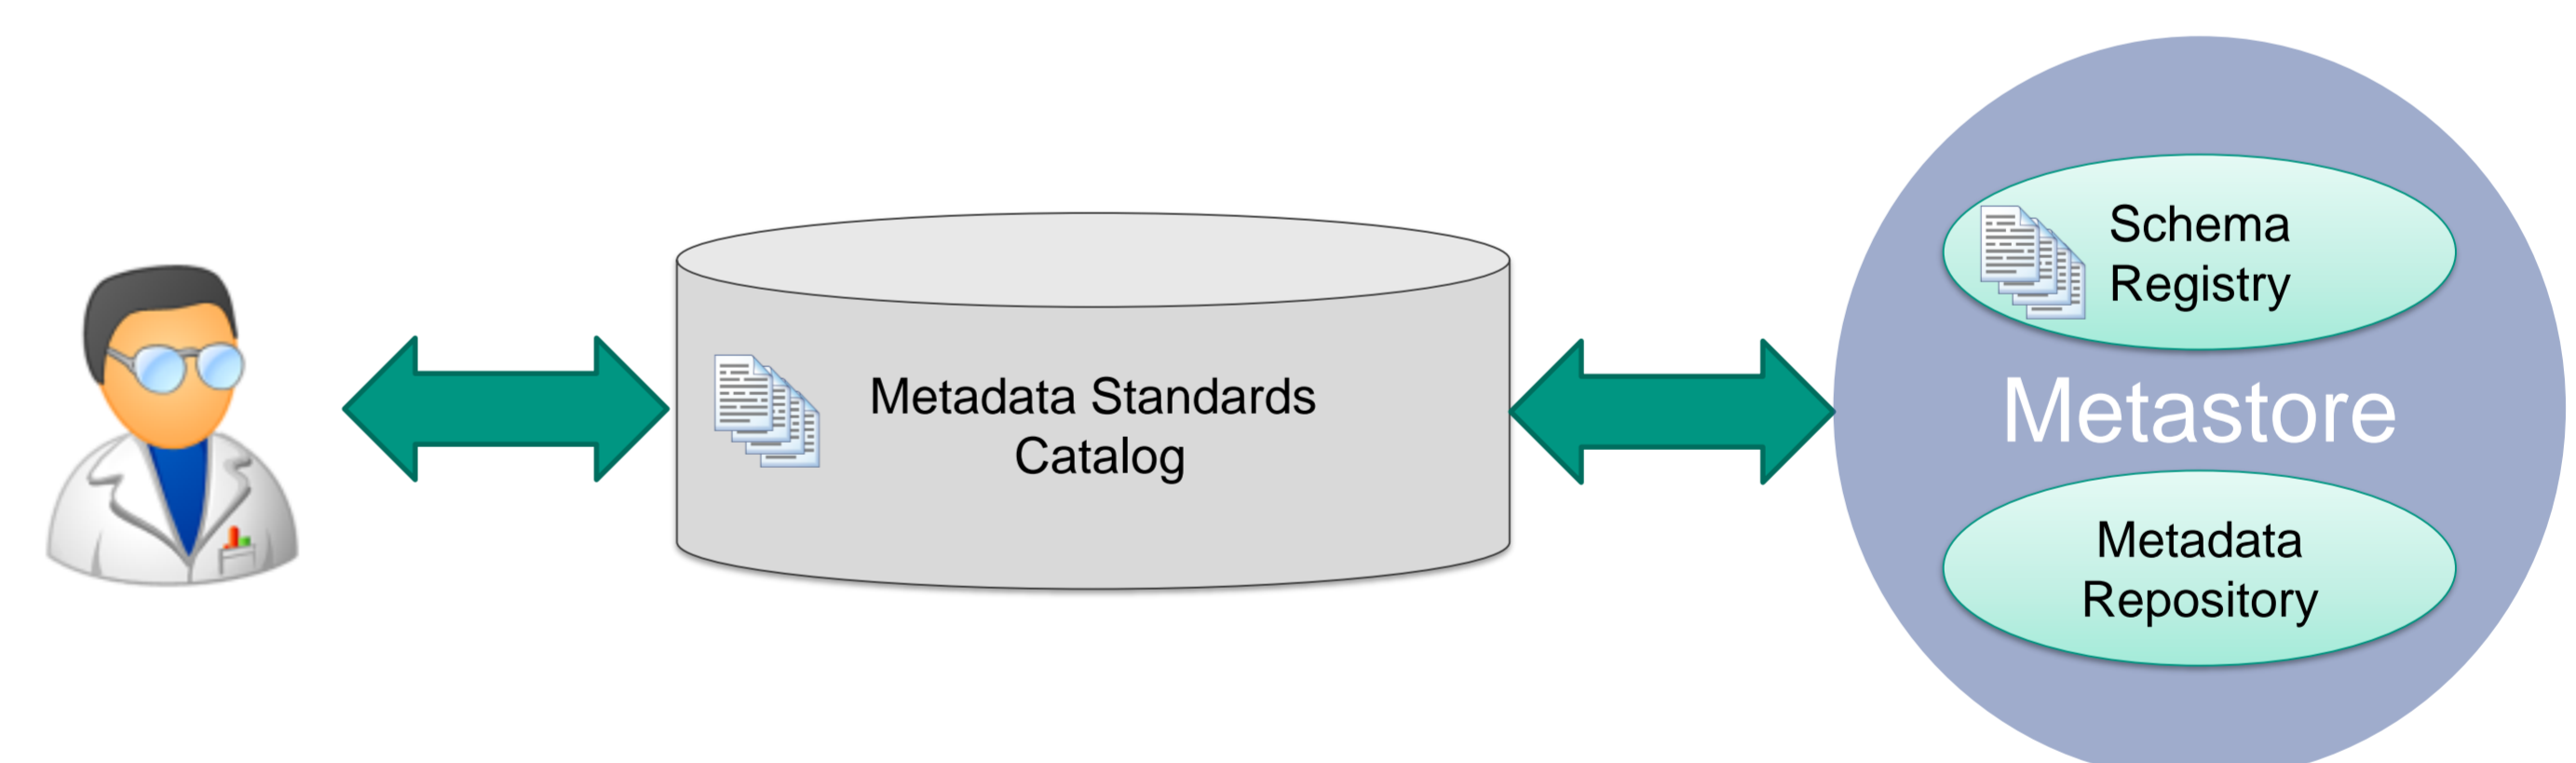 Metadata Standards
Catalog
Schema
Registry
Metastore
Metadata
Repository